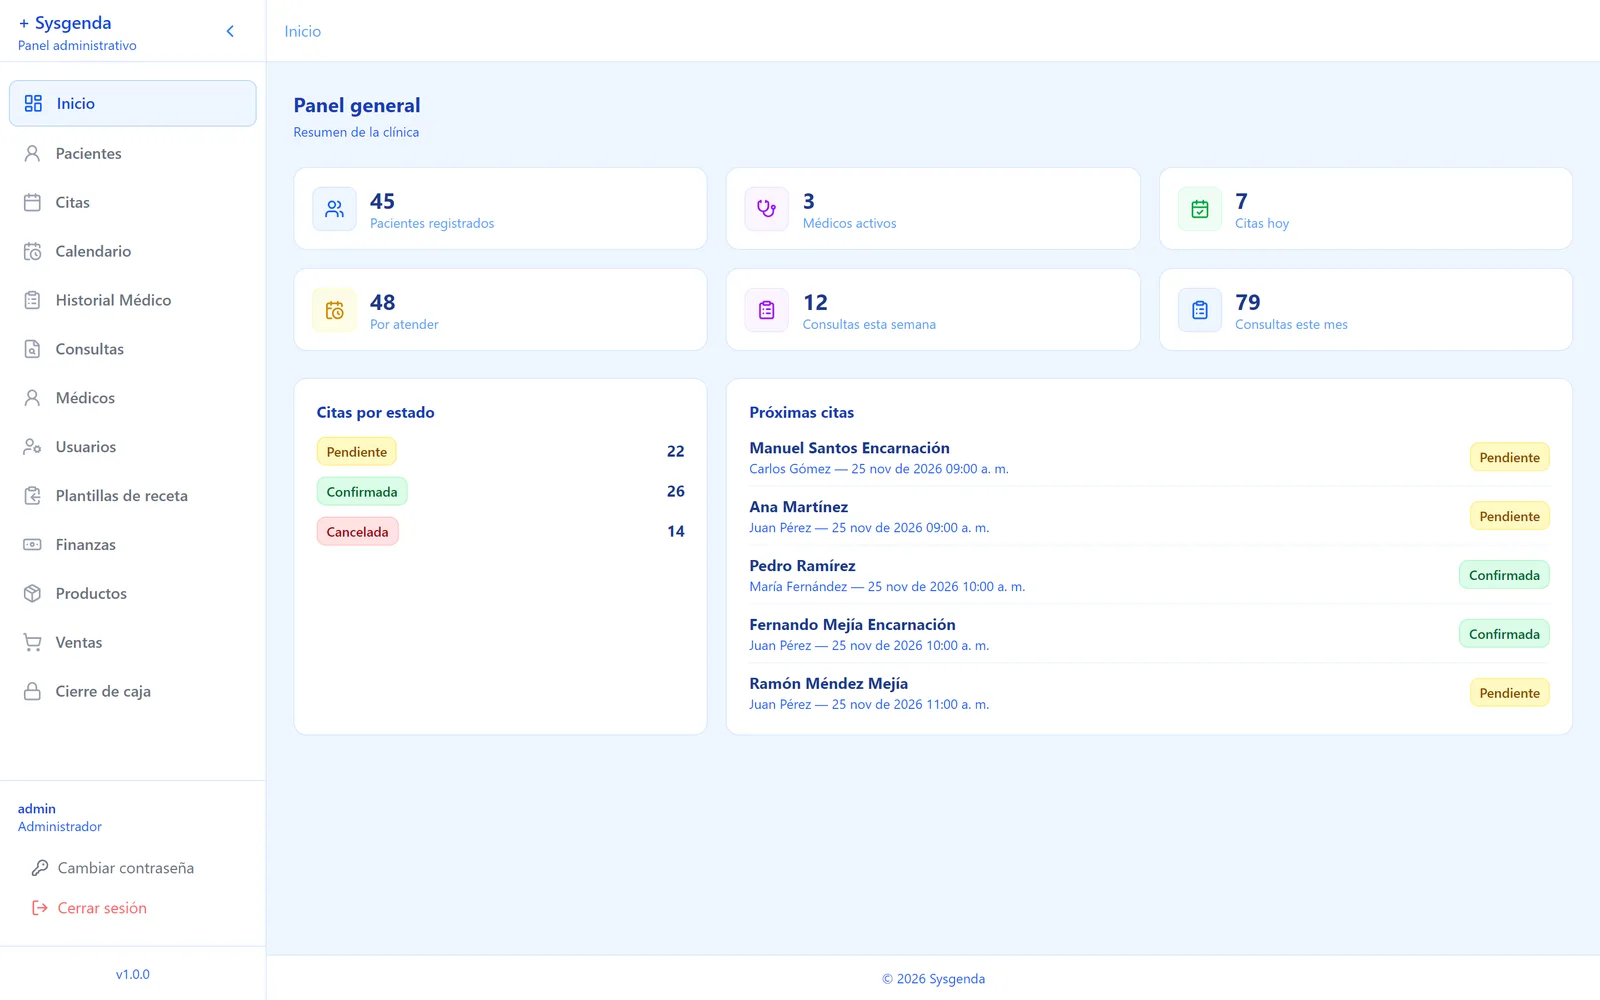 + Sysgenda
Panel administrativo
Inicio
Pacientes
Citas
Calendario
Historial Médico
Consultas
Médicos
Usuarios
Plantillas de receta
Finanzas
Productos
Ventas
Cierre de caja
admin
Administrador
Cambiar contraseña
Cerrar sesión
v1.0.0
Inicio
Panel general
Resumen de la clínica
45
Pacientes registrados
3
Médicos activos
7
Citas hoy
48
Por atender
12
Consultas esta semana
79
Consultas este mes
Citas por estado
Pendiente 22
Confirmada 26
Cancelada 14
Próximas citas
Manuel Santos Encarnación
Carlos Gómez — 25 nov de 2026 09:00 a. m.
Pendiente
Ana Martínez
Juan Pérez — 25 nov de 2026 09:00 a. m.
Pendiente
Pedro Ramírez
María Fernández — 25 nov de 2026 10:00 a. m.
Confirmada
Fernando Mejía Encarnación
Juan Pérez — 25 nov de 2026 10:00 a. m.
Confirmada
Ramón Méndez Mejía
Juan Pérez — 25 nov de 2026 11:00 a. m.
Pendiente
© 2026 Sysgenda